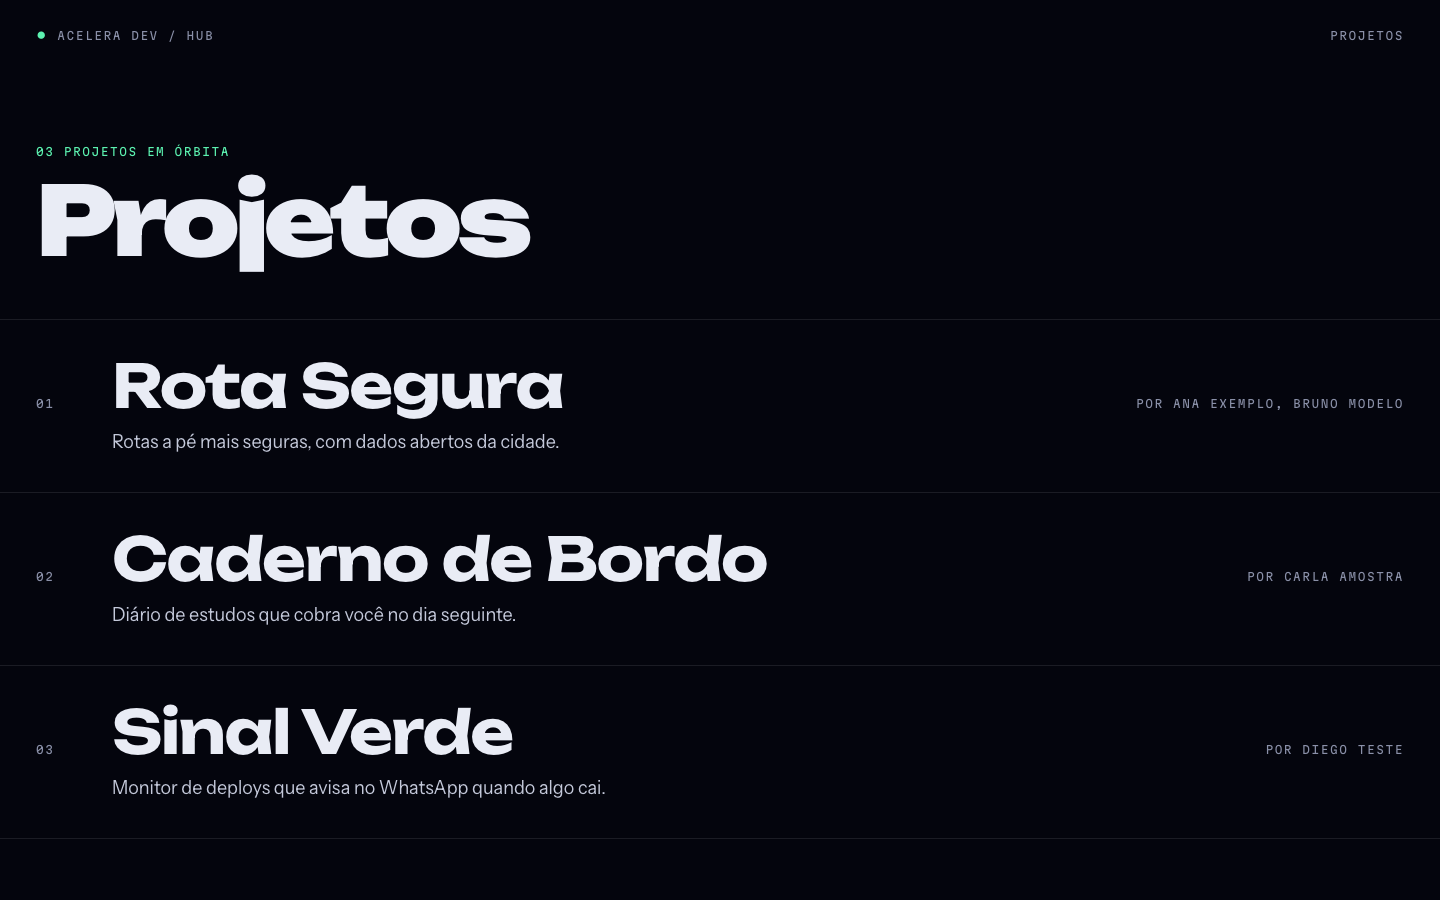 ACELERA DEV / HUB
PROJETOS
03 PROJETOS EM ÓRBITA
Projetos
01
Rota Segura
Rotas a pé mais seguras, com dados abertos da cidade.
POR ANA EXEMPLO, BRUNO MODELO
02
Caderno de Bordo
Diário de estudos que cobra você no dia seguinte.
POR CARLA AMOSTRA
03
Sinal Verde
Monitor de deploys que avisa no WhatsApp quando algo cai.
POR DIEGO TESTE